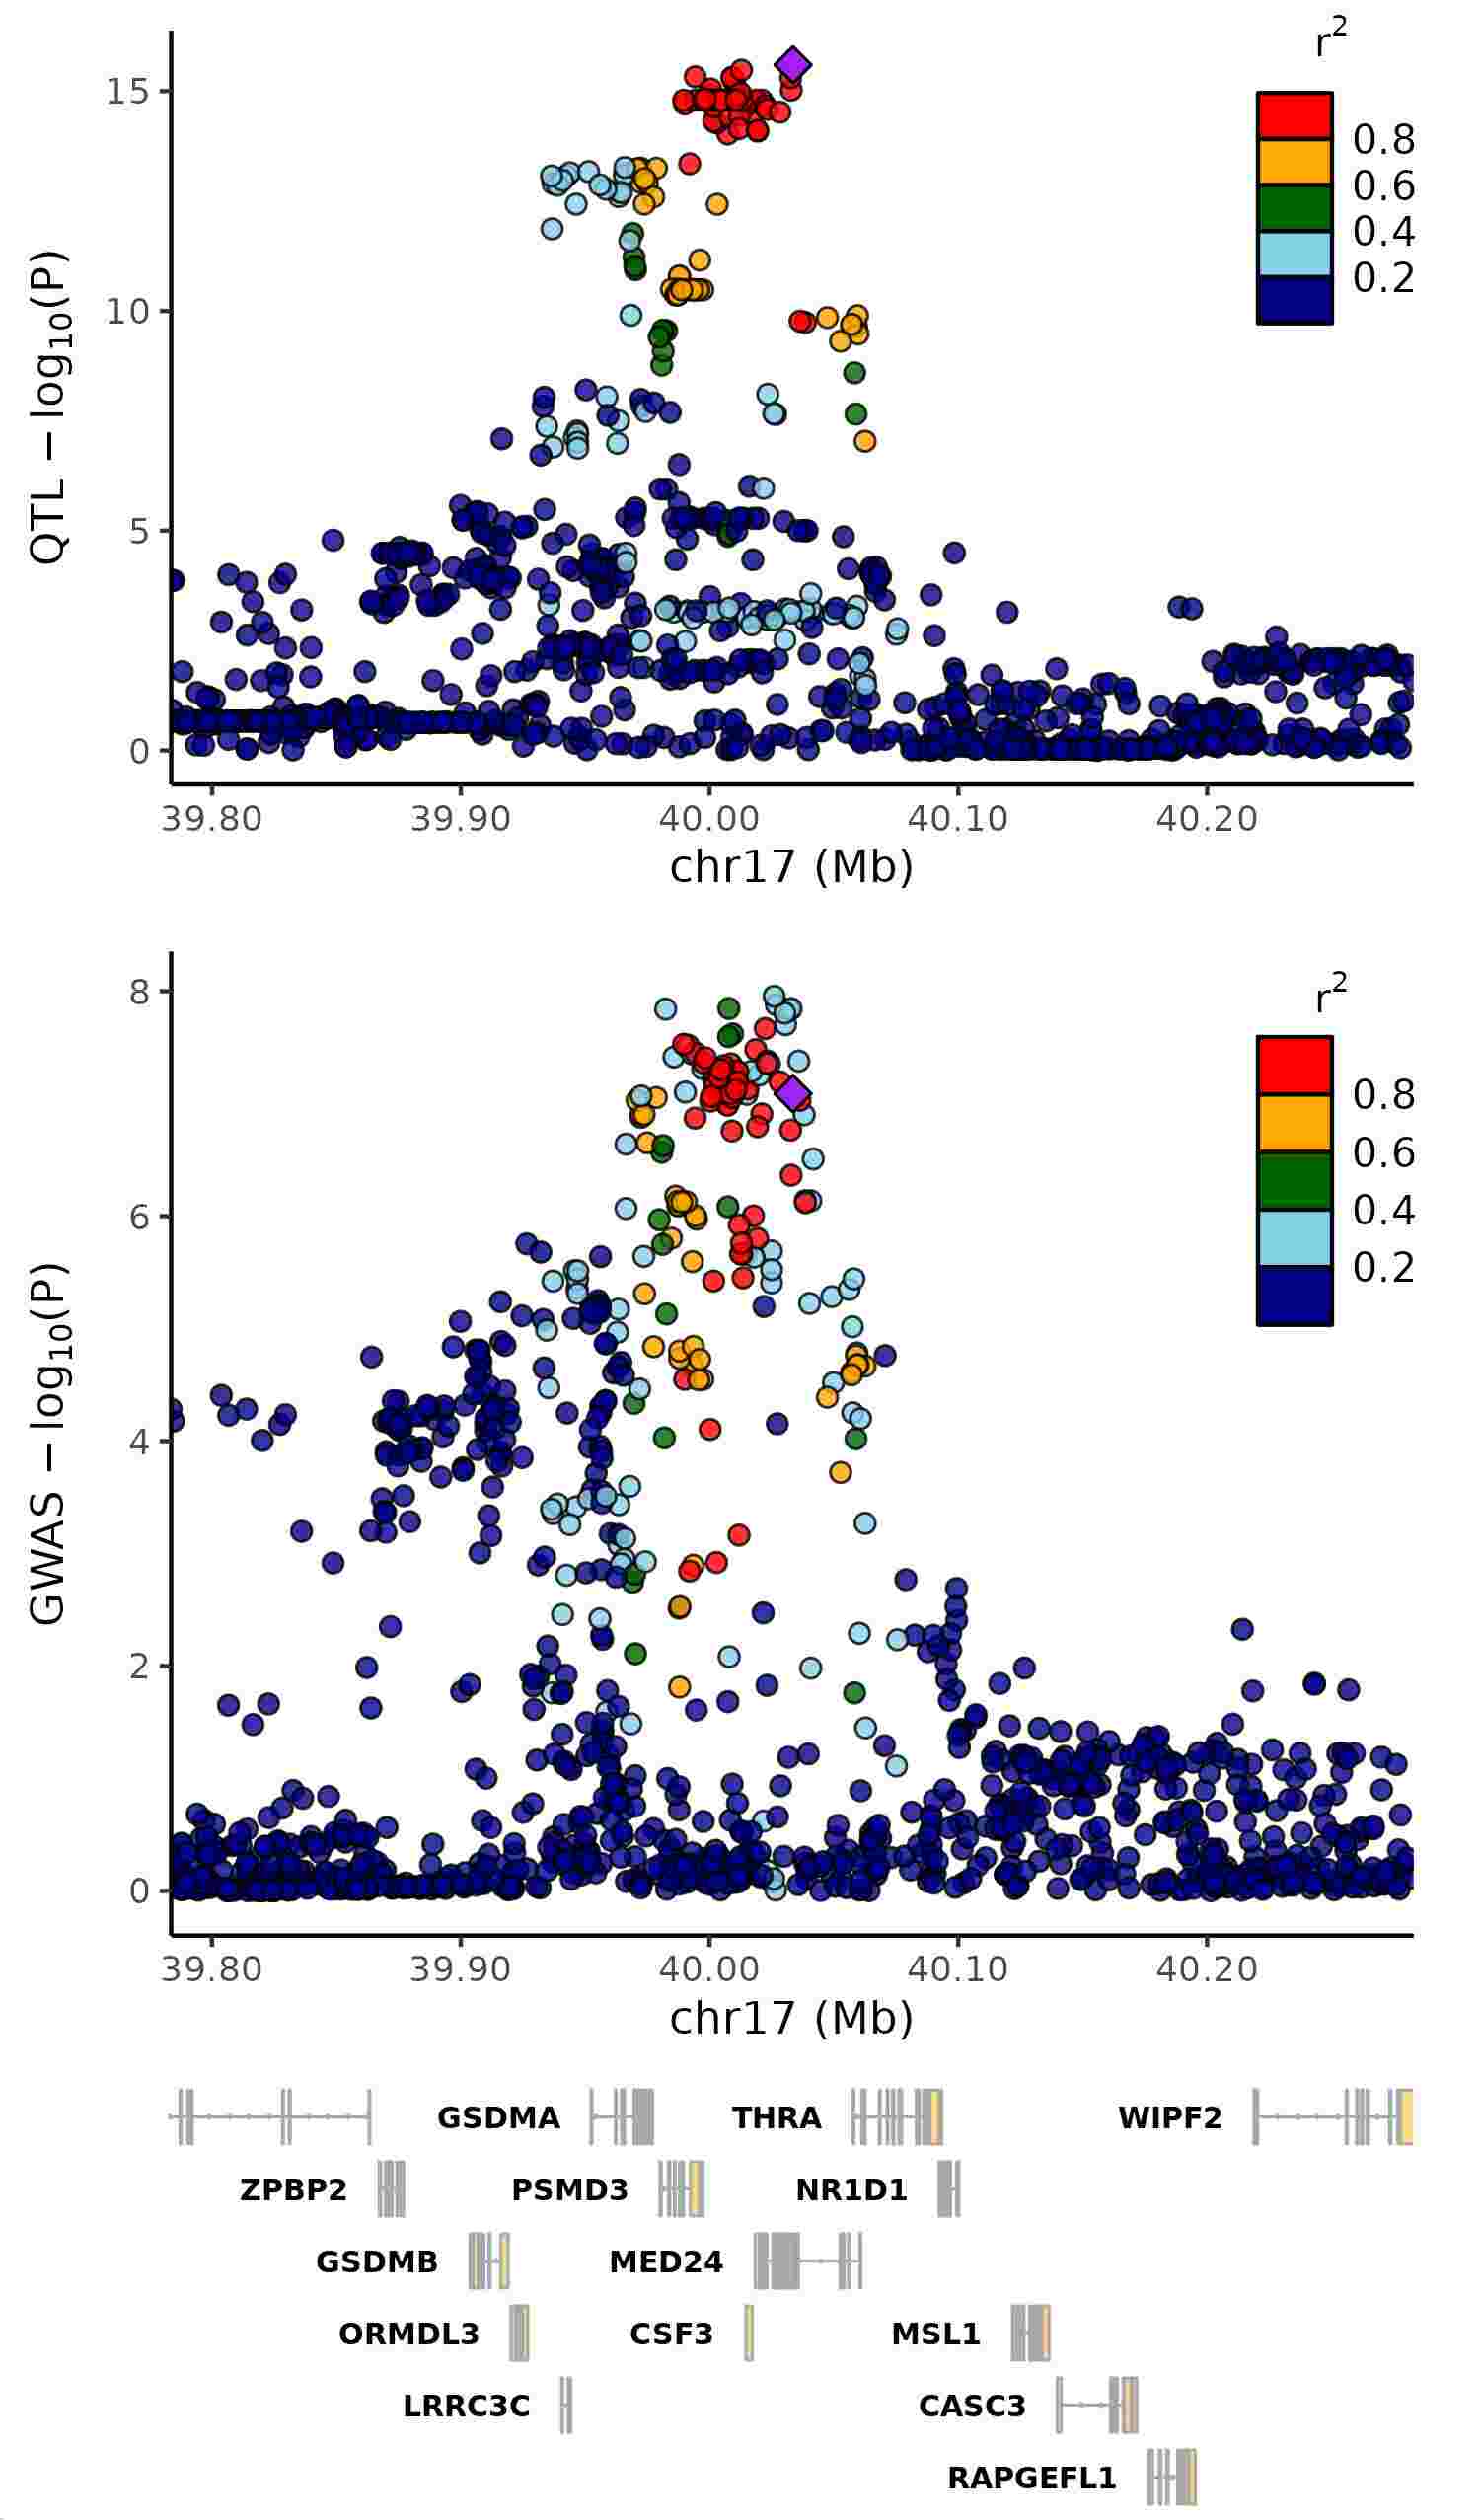 r²
15
10
5
0
0.8
0.6
0.4
0.2
QTL − log₁₀(P)
39.80 39.90 40.00 40.10 40.20
chr17 (Mb)
r²
8
6
4
2
0
0.8
0.6
0.4
0.2
GWAS − log₁₀(P)
39.80 39.90 40.00 40.10 40.20
chr17 (Mb)
GSDMA THRA WIPF2
ZPBP2 PSMD3 NR1D1
GSDMB MED24
ORMDL3 CSF3 MSL1
LRRC3C CASC3
RAPGEFL1